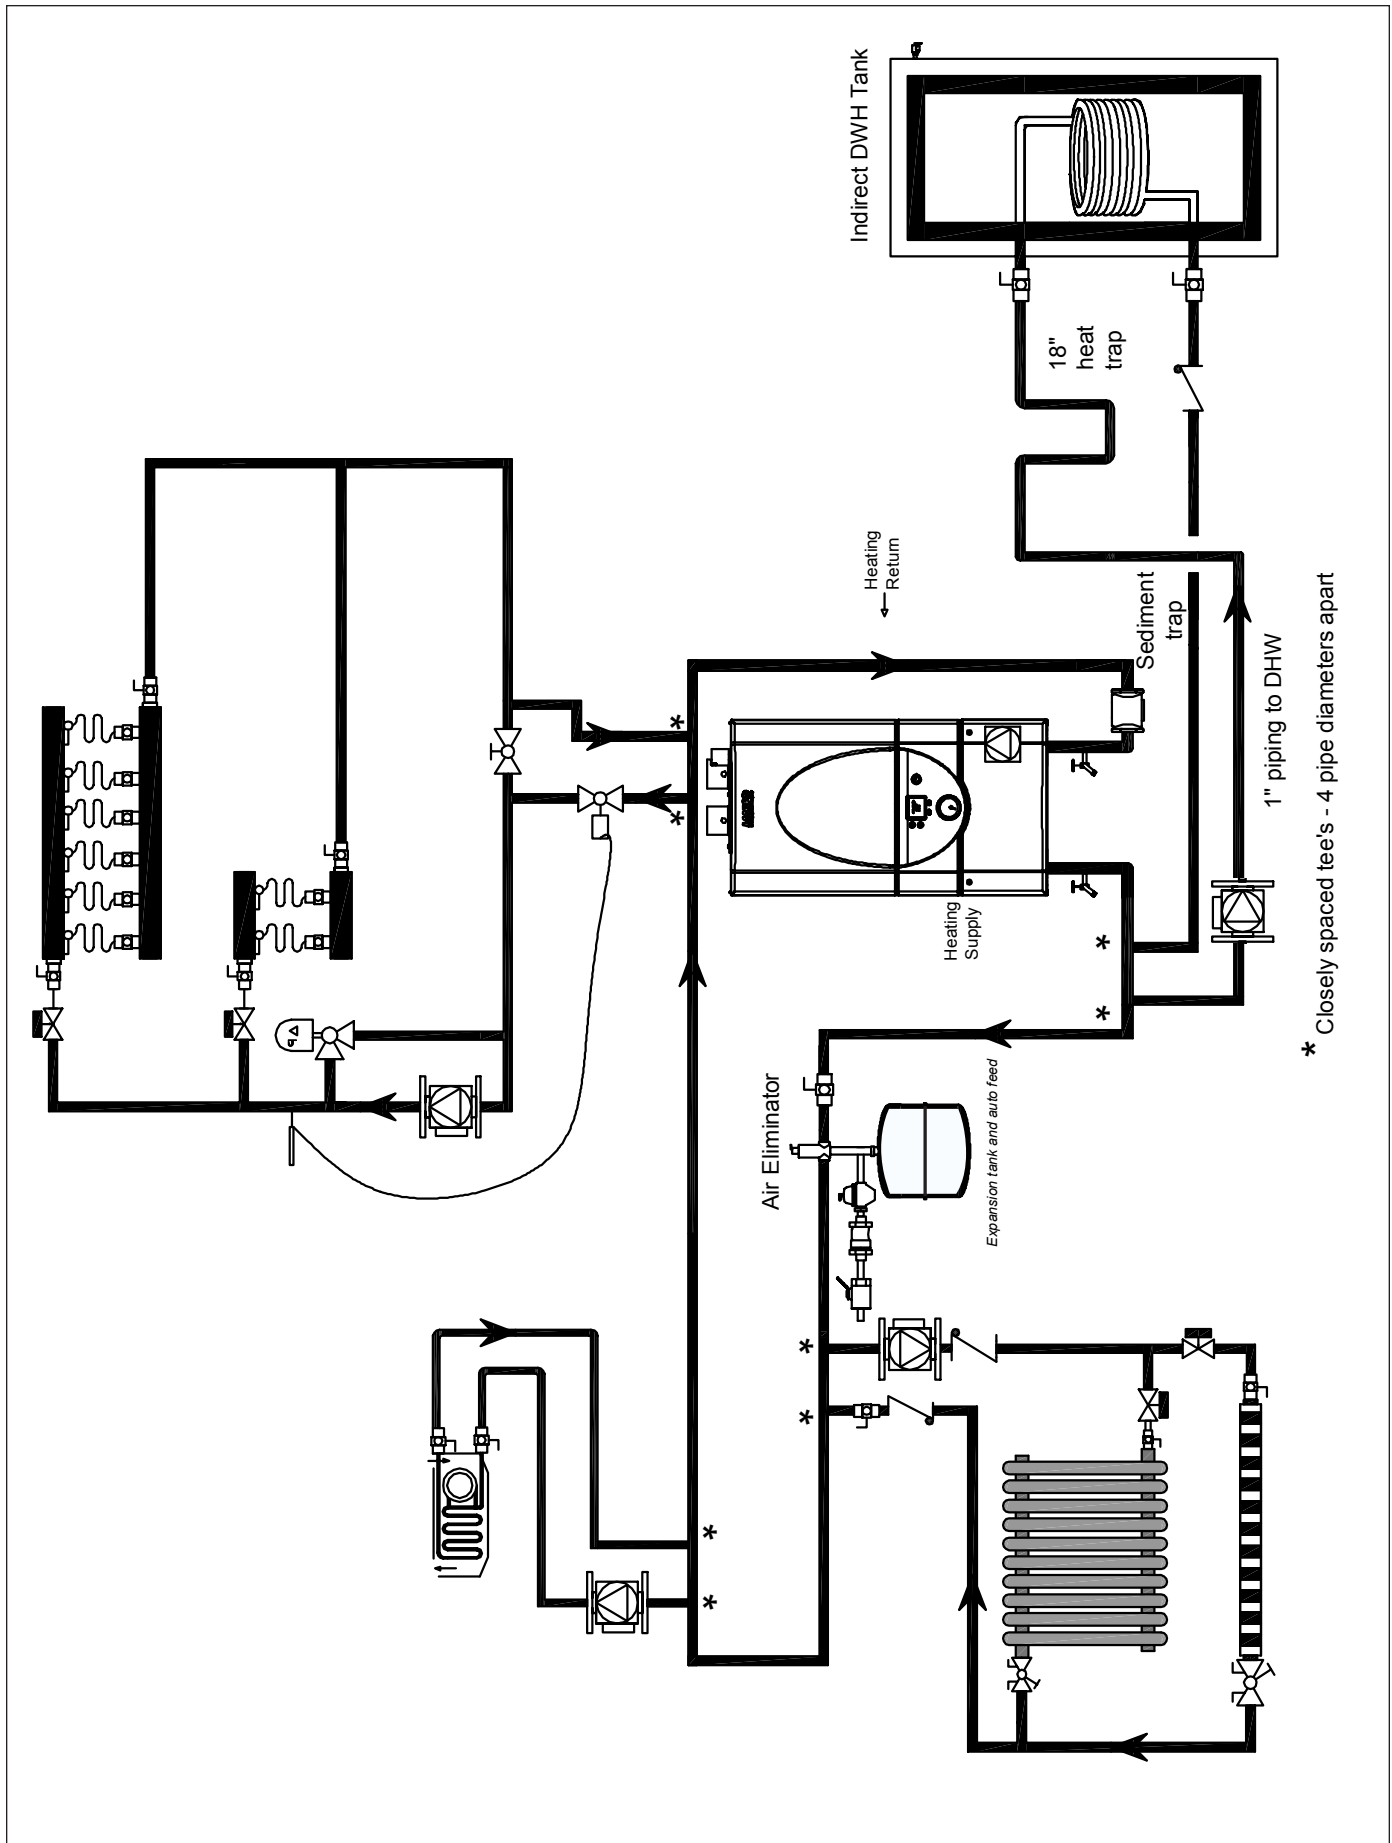 Air Eliminator
Indirect DWH Tank
Heating
Return
Heating
Supply
Expansion tank and auto feed
18"
heat
trap
Sediment
trap
1" piping to DHW
* Closely spaced tee's - 4 pipe diameters apart